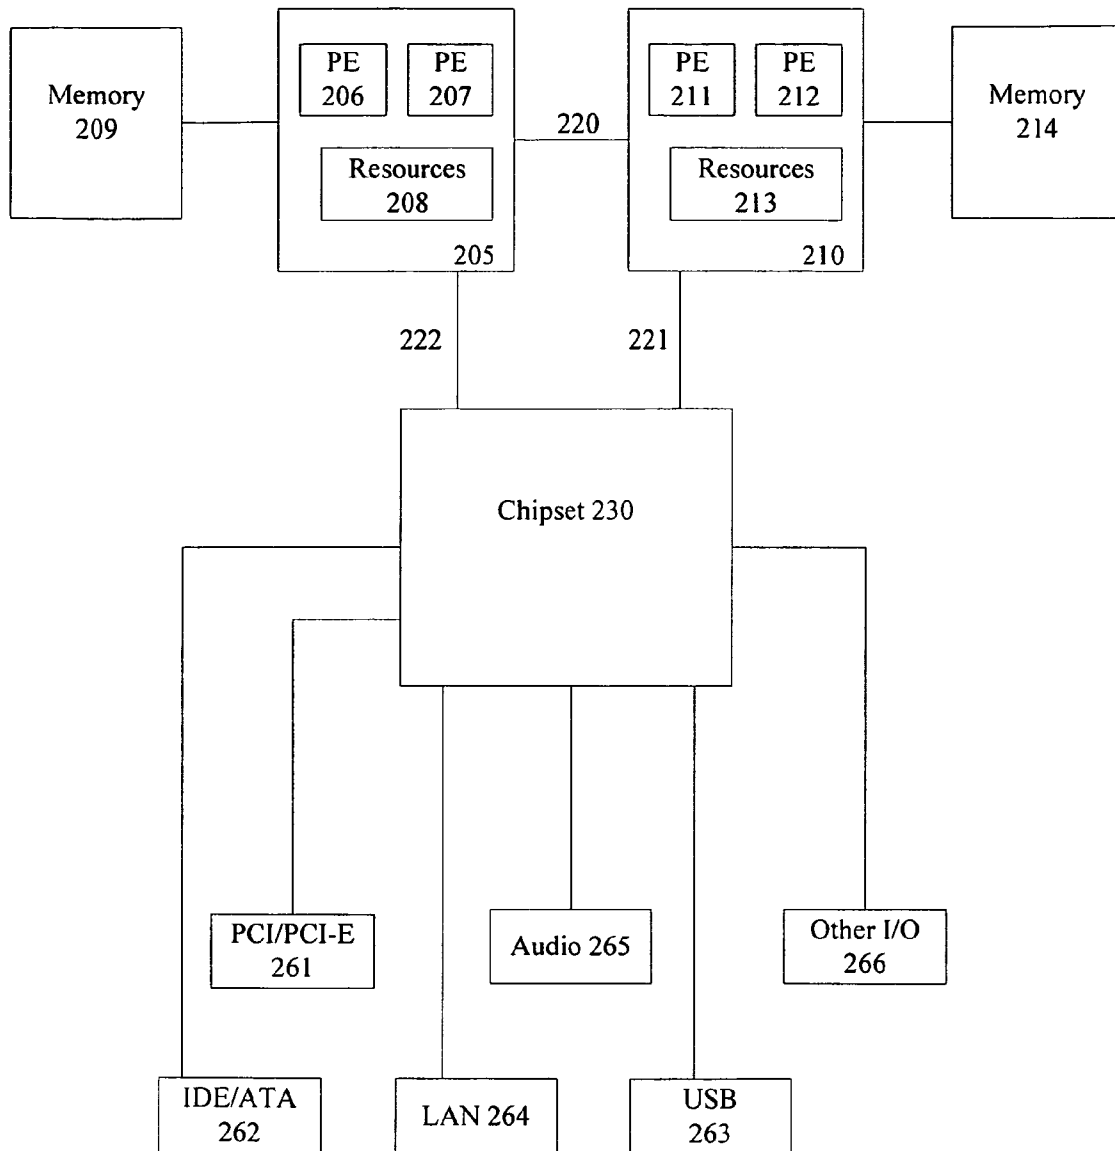 Memory
209
PE
206
PE
207
Resources
208
205
220
PE
211
PE
212
Resources
213
210
Memory
214
222
221
Chipset 230
PCI/PCI-E
261
Audio 265
Other I/O
266
IDE/ATA
262
LAN 264
USB
263